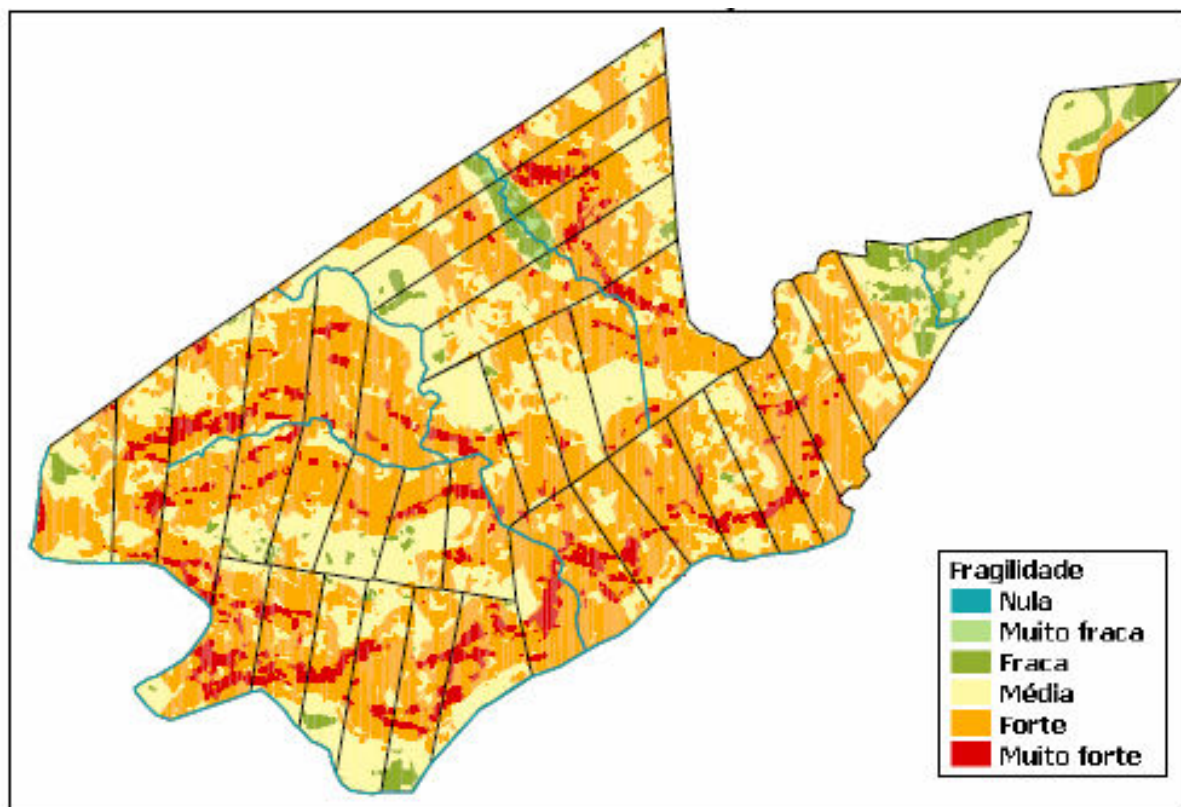 Fragilidade
Nula
Muito fraca
Fraca
Média
Forte
Muito forte